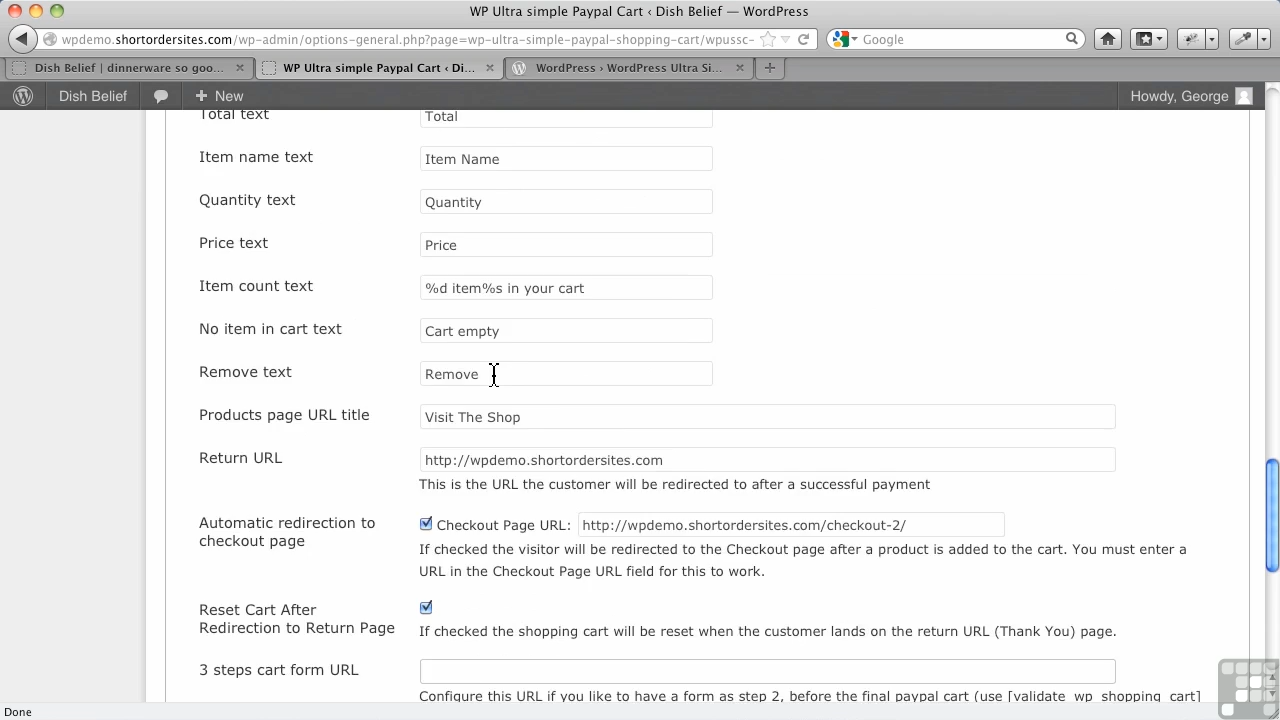 WP Ultra simple Paypal Cart ‹ Dish Belief — WordPress
wpdemo.shortordersites.com/wp-admin/options-general.php?page=wp-ultra-simple-paypal-shopping-cart/wpussc-
Google
Dish Belief | dinnerware so goo...
WP Ultra simple Paypal Cart ‹ Di...
WordPress › WordPress Ultra Si...
Dish Belief
New
Howdy, George
Total text
Total
Item name text
Item Name
Quantity text
Quantity
Price text
Price
Item count text
%d item%s in your cart
No item in cart text
Cart empty
Remove text
Remove
Products page URL title
Visit The Shop
Return URL
http://wpdemo.shortordersites.com
This is the URL the customer will be redirected to after a successful payment
Automatic redirection to
checkout page
Checkout Page URL:
http://wpdemo.shortordersites.com/checkout-2/
If checked the visitor will be redirected to the Checkout page after a product is added to the cart. You must enter a
URL in the Checkout Page URL field for this to work.
Reset Cart After
Redirection to Return Page
If checked the shopping cart will be reset when the customer lands on the return URL (Thank You) page.
3 steps cart form URL
Configure this URL if you like to have a form as step 2, before the final paypal cart (use [validate_wp_shopping_cart]
Done